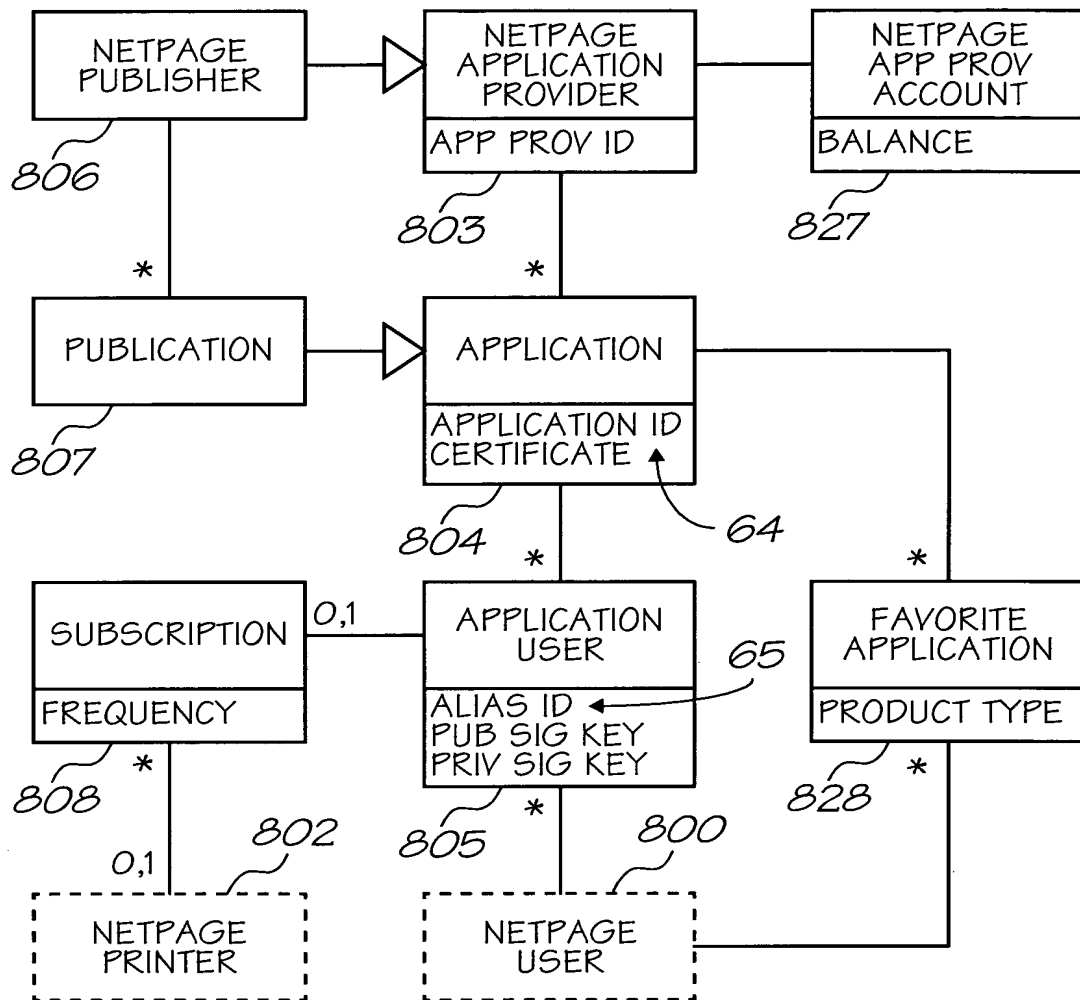 NETPAGE
PUBLISHER
NETPAGE
APPLICATION
PROVIDER
NETPAGE
APP PROV
ACCOUNT
APP PROV ID
BALANCE
806
803
827
*
*
PUBLICATION
APPLICATION
APPLICATION ID
CERTIFICATE
807
804
64
*
*
SUBSCRIPTION
0,1
APPLICATION
USER
FAVORITE
APPLICATION
65
FREQUENCY
ALIAS ID
PUB SIG KEY
PRIV SIG KEY
PRODUCT TYPE
808
*
805
*
828
*
802
800
0,1
NETPAGE
PRINTER
NETPAGE
USER